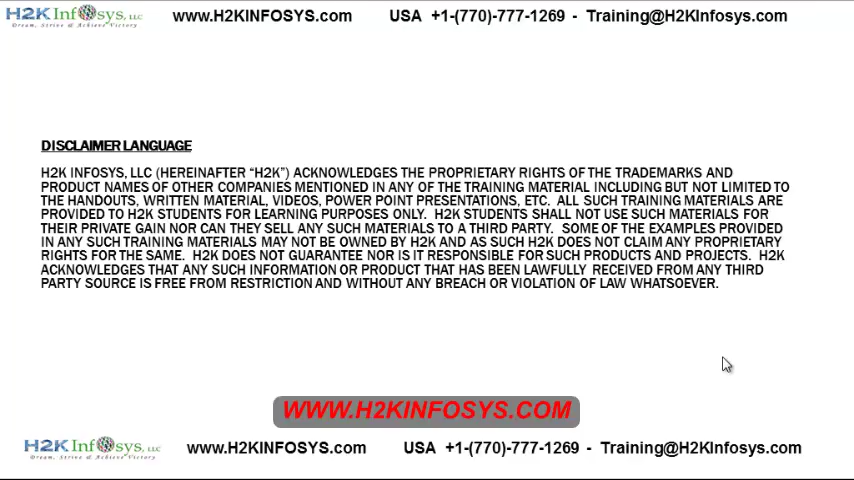 H2K Infosys, LLC www.H2KINFOSYS.com USA +1-(770)-777-1269 - Training@H2KInfosys.com
Dream, Strive & Achieve Victory
DISCLAIMER LANGUAGE
H2K INFOSYS, LLC (HEREINAFTER “H2K”) ACKNOWLEDGES THE PROPRIETARY RIGHTS OF THE TRADEMARKS AND
PRODUCT NAMES OF OTHER COMPANIES MENTIONED IN ANY OF THE TRAINING MATERIAL INCLUDING BUT NOT LIMITED TO
THE HANDOUTS, WRITTEN MATERIAL, VIDEOS, POWER POINT PRESENTATIONS, ETC. ALL SUCH TRAINING MATERIALS ARE
PROVIDED TO H2K STUDENTS FOR LEARNING PURPOSES ONLY. H2K STUDENTS SHALL NOT USE SUCH MATERIALS FOR
THEIR PRIVATE GAIN NOR CAN THEY SELL ANY SUCH MATERIALS TO A THIRD PARTY. SOME OF THE EXAMPLES PROVIDED
IN ANY SUCH TRAINING MATERIALS MAY NOT BE OWNED BY H2K AND AS SUCH H2K DOES NOT CLAIM ANY PROPRIETARY
RIGHTS FOR THE SAME. H2K DOES NOT GUARANTEE NOR IS IT RESPONSIBLE FOR SUCH PRODUCTS AND PROJECTS. H2K
ACKNOWLEDGES THAT ANY SUCH INFORMATION OR PRODUCT THAT HAS BEEN LAWFULLY RECEIVED FROM ANY THIRD
PARTY SOURCE IS FREE FROM RESTRICTION AND WITHOUT ANY BREACH OR VIOLATION OF LAW WHATSOEVER.
WWW.H2KINFOSYS.COM
H2K Infosys, LLC www.H2KINFOSYS.com USA +1-(770)-777-1269 - Training@H2KInfosys.com
Dream, Strive & Achieve Victory